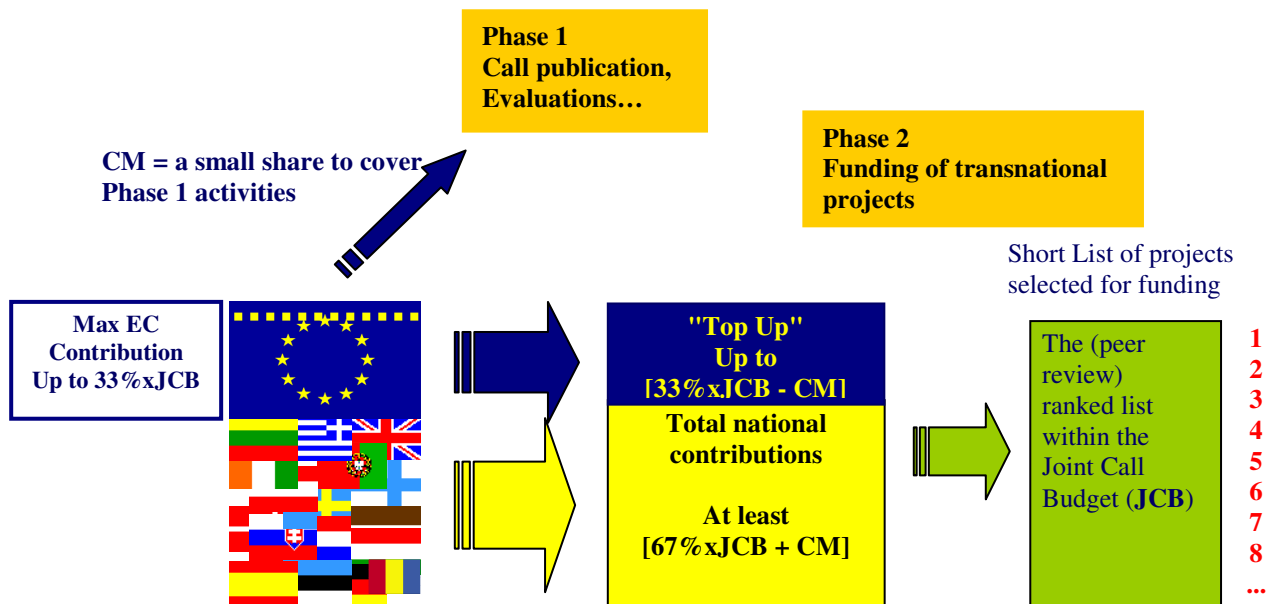 Phase 1
Call publication,
Evaluations…
Phase 2
Funding of transnational
projects
CM = a small share to cover
Phase 1 activities
Short List of projects
selected for funding
Max EC
Contribution
Up to 33%xJCB
"Top Up"
Up to
[33%xJCB - CM]
Total national
contributions
At least
[67%xJCB + CM]
The (peer
review)
ranked list
within the
Joint Call
Budget (JCB)
1
2
3
4
5
6
7
8
...